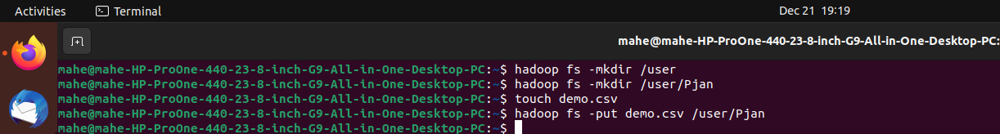 Activities Terminal Dec 21 19:19
mahe@mahe-HP-ProOne-440-23-8-inch-G9-All-in-One-Desktop-PC:
mahe@mahe-HP-ProOne-440-23-8-inch-G9-All-in-One-Desktop-PC:~$ hadoop fs -mkdir /user
mahe@mahe-HP-ProOne-440-23-8-inch-G9-All-in-One-Desktop-PC:~$ hadoop fs -mkdir /user/Pjan
mahe@mahe-HP-ProOne-440-23-8-inch-G9-All-in-One-Desktop-PC:~$ touch demo.csv
mahe@mahe-HP-ProOne-440-23-8-inch-G9-All-in-One-Desktop-PC:~$ hadoop fs -put demo.csv /user/Pjan
mahe@mahe-HP-ProOne-440-23-8-inch-G9-All-in-One-Desktop-PC:~$